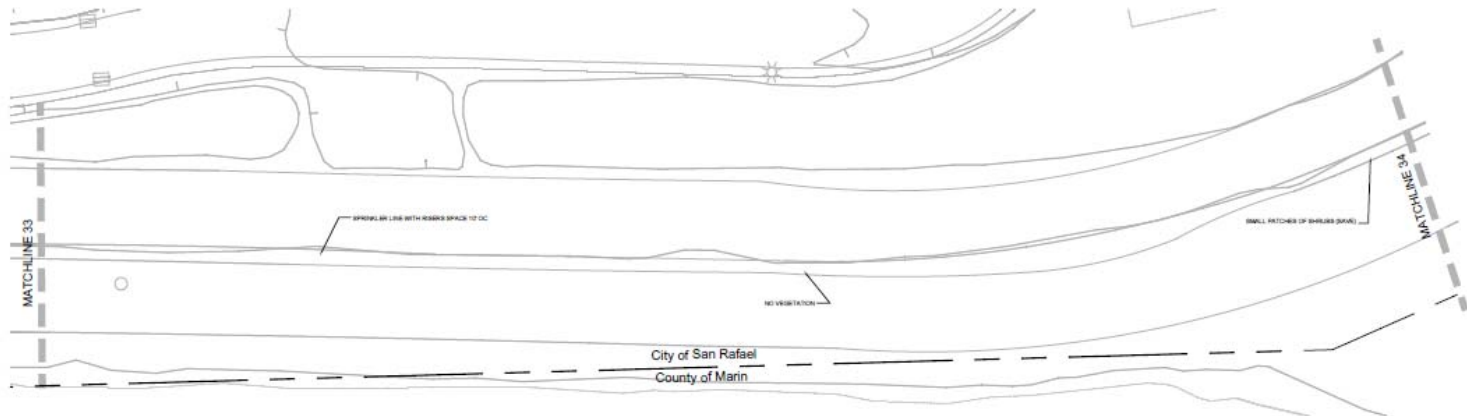 MATCHLINE 33
SPRINKLER LINE WITH RISERS SPACE 10' OC
NO VEGETATION
SMALL PATCHES OF SHRUBS (SAVE)
MATCHLINE 34
City of San Rafael
County of Marin